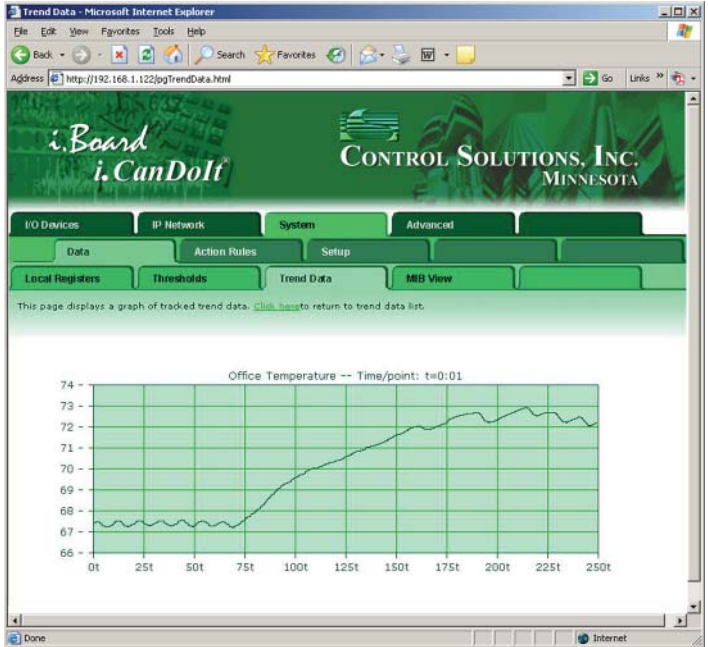 Trend Data - Microsoft Internet Explorer
File Edit View Favorites Tools Help
Back Search Favorites
Address http://192.168.1.122/pgTrendData.html Go Links »
i.Board
i.CanDoIt®
CONTROL SOLUTIONS, INC.
MINNESOTA
I/O Devices IP Network System Advanced
Data Action Rules Setup
Local Registers Thresholds Trend Data MIB View
This page displays a graph of tracked trend data. Click here to return to trend data list.
Office Temperature -- Time/point: t=0:01
74
73
72
71
70
69
68
67
66
0t 25t 50t 75t 100t 125t 150t 175t 200t 225t 250t
Done Internet